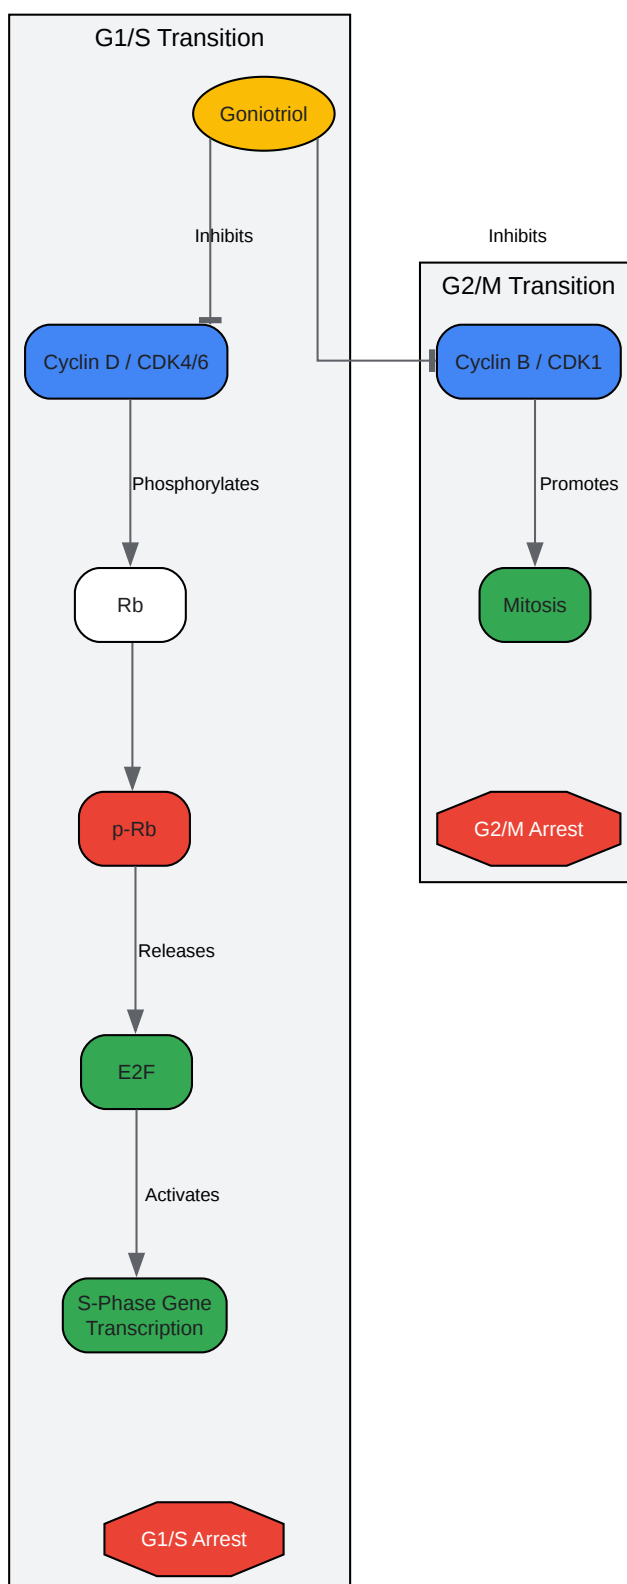 G1/S Transition
Goniotriol
Inhibits
Inhibits
G2/M Transition
Cyclin D / CDK4/6
Cyclin B / CDK1
Phosphorylates
Promotes
Rb
Mitosis
p-Rb
G2/M Arrest
Releases
E2F
Activates
S-Phase Gene
Transcription
G1/S Arrest